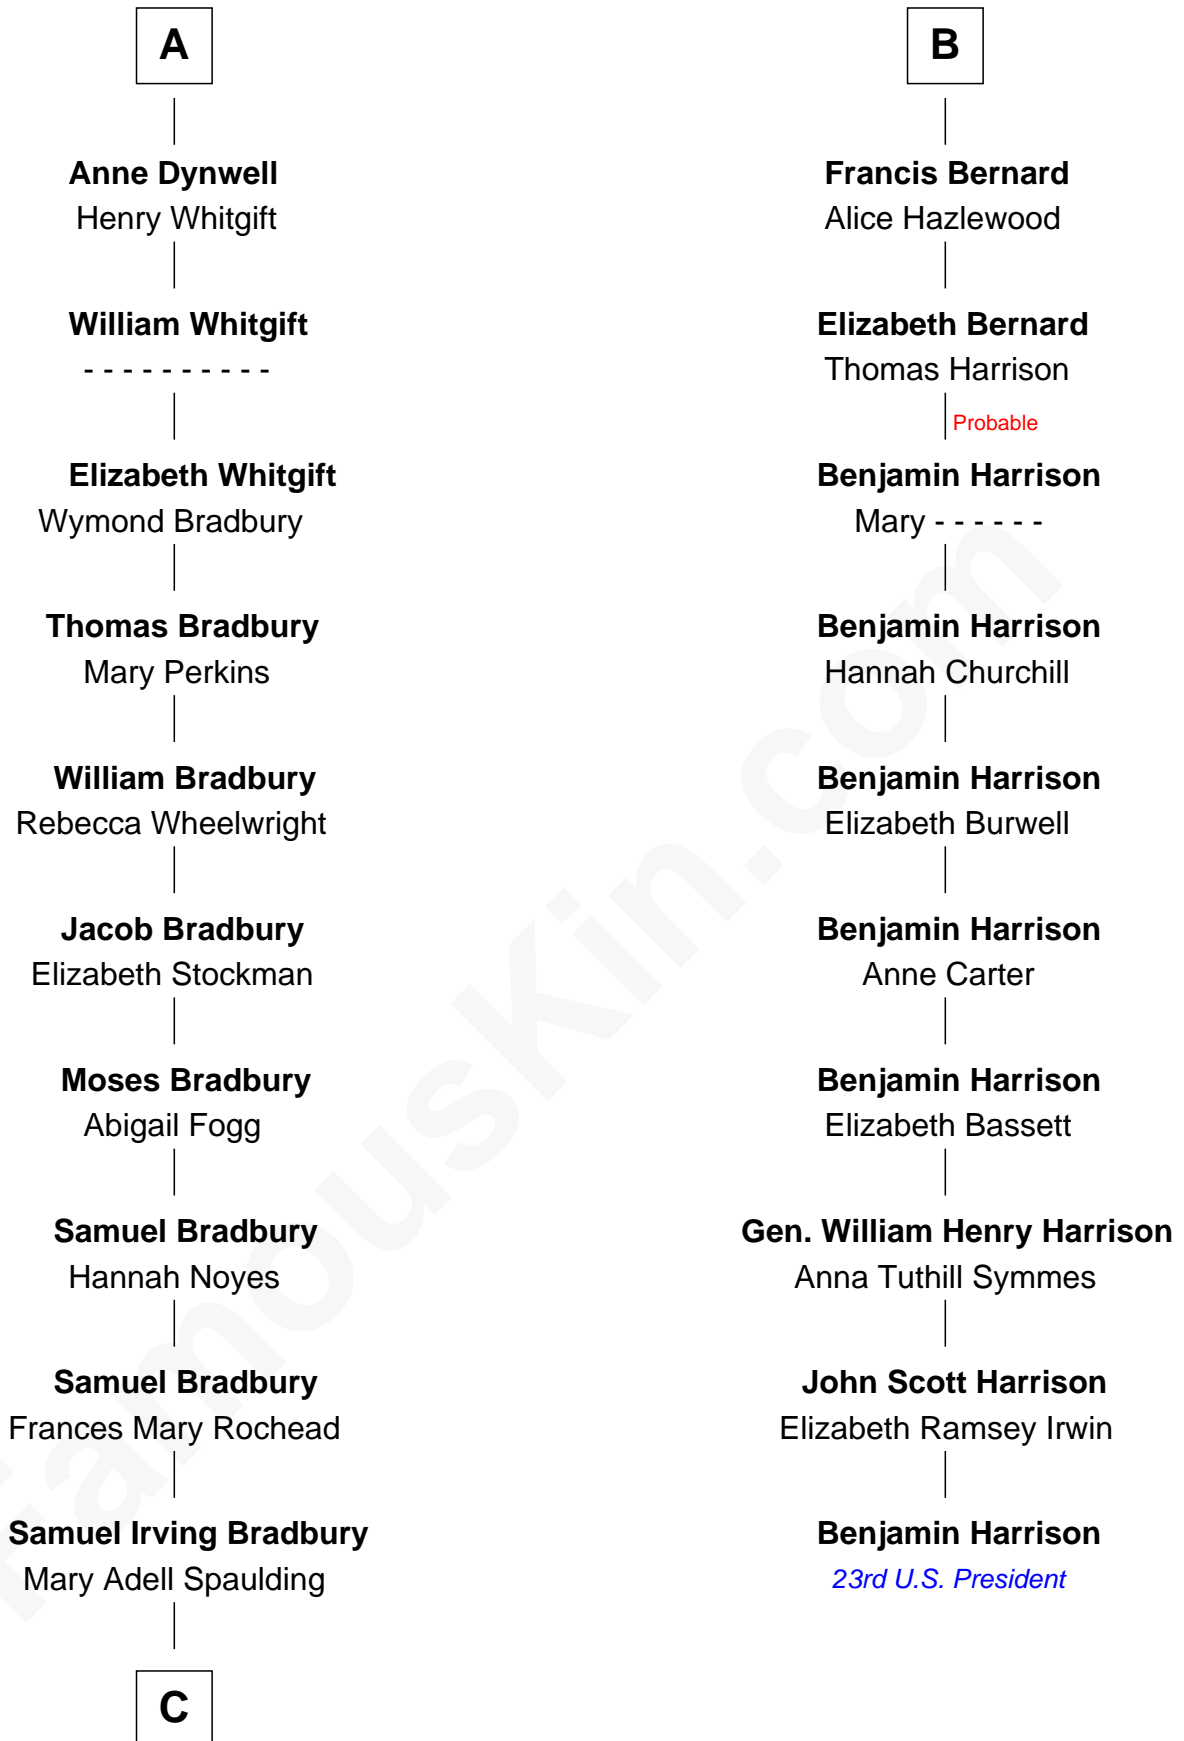 A
Anne Dynwell
Henry Whitgift
William Whitgift
- - - - - - - - - -
Elizabeth Whitgift
Wymond Bradbury
Thomas Bradbury
Mary Perkins
William Bradbury
Rebecca Wheelwright
Jacob Bradbury
Elizabeth Stockman
Moses Bradbury
Abigail Fogg
Samuel Bradbury
Hannah Noyes
Samuel Bradbury
Frances Mary Rochead
Samuel Irving Bradbury
Mary Adell Spaulding
C
B
Francis Bernard
Alice Hazlewood
Elizabeth Bernard
Thomas Harrison
Probable
Benjamin Harrison
Mary - - - - - -
Benjamin Harrison
Hannah Churchill
Benjamin Harrison
Elizabeth Burwell
Benjamin Harrison
Anne Carter
Benjamin Harrison
Elizabeth Bassett
Gen. William Henry Harrison
Anna Tuthill Symmes
John Scott Harrison
Elizabeth Ramsey Irwin
Benjamin Harrison
23rd U.S. President
FamousKin.com